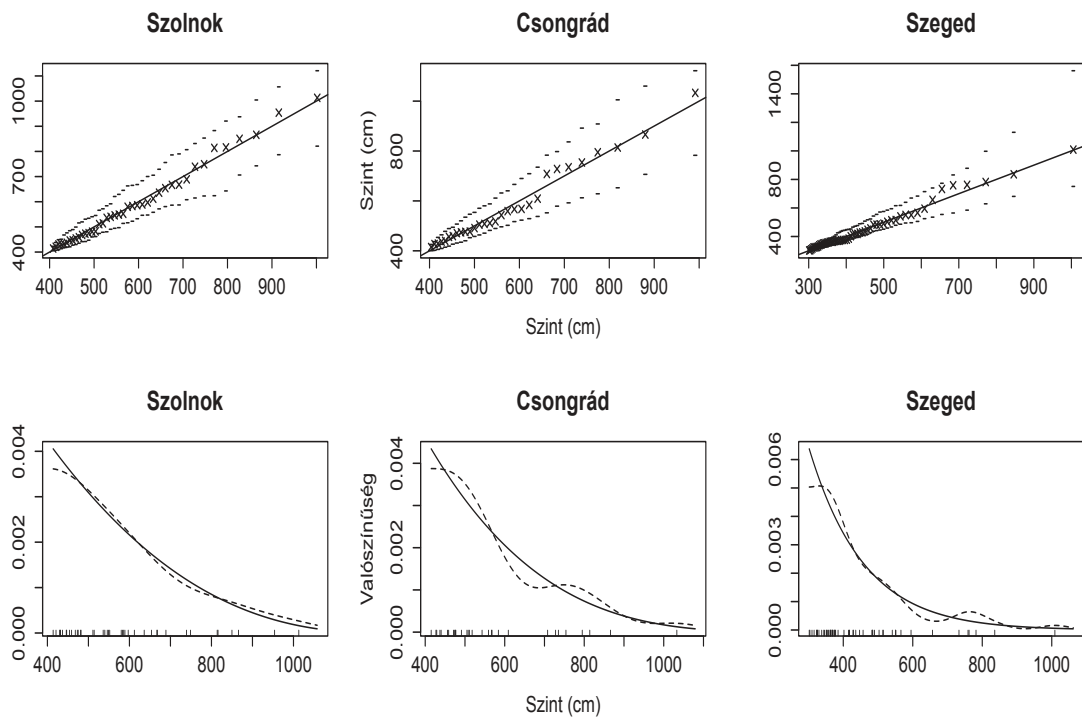 Szolnok
400 700 1000
400 500 600 700 800 900
Csongrád
Szint (cm)
400 800
400 500 600 700 800 900
Szint (cm)
Szeged
400 800 1400
300 500 700 1000
Szolnok
0.000 0.002 0.004
400 600 800 1000
Csongrád
Valószínűség
0.000 0.002 0.004
400 600 800 1000
Szint (cm)
Szeged
0.000 0.003 0.006
400 600 800 1000